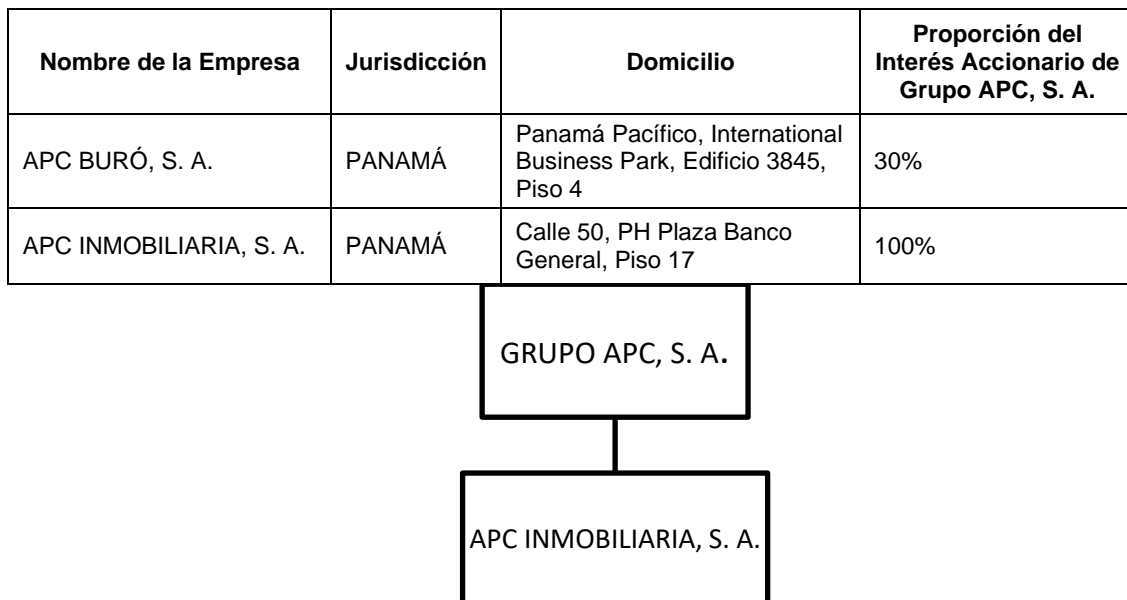 Nombre de la Empresa
Jurisdicción
Domicilio
Proporción del
Interés Accionario de
Grupo APC, S. A.
APC BURÓ, S. A.
PANAMÁ
Panamá Pacífico, International
Business Park, Edificio 3845,
Piso 4
30%
APC INMOBILIARIA, S. A.
PANAMÁ
Calle 50, PH Plaza Banco
General, Piso 17
100%
GRUPO APC, S. A.
APC INMOBILIARIA, S. A.